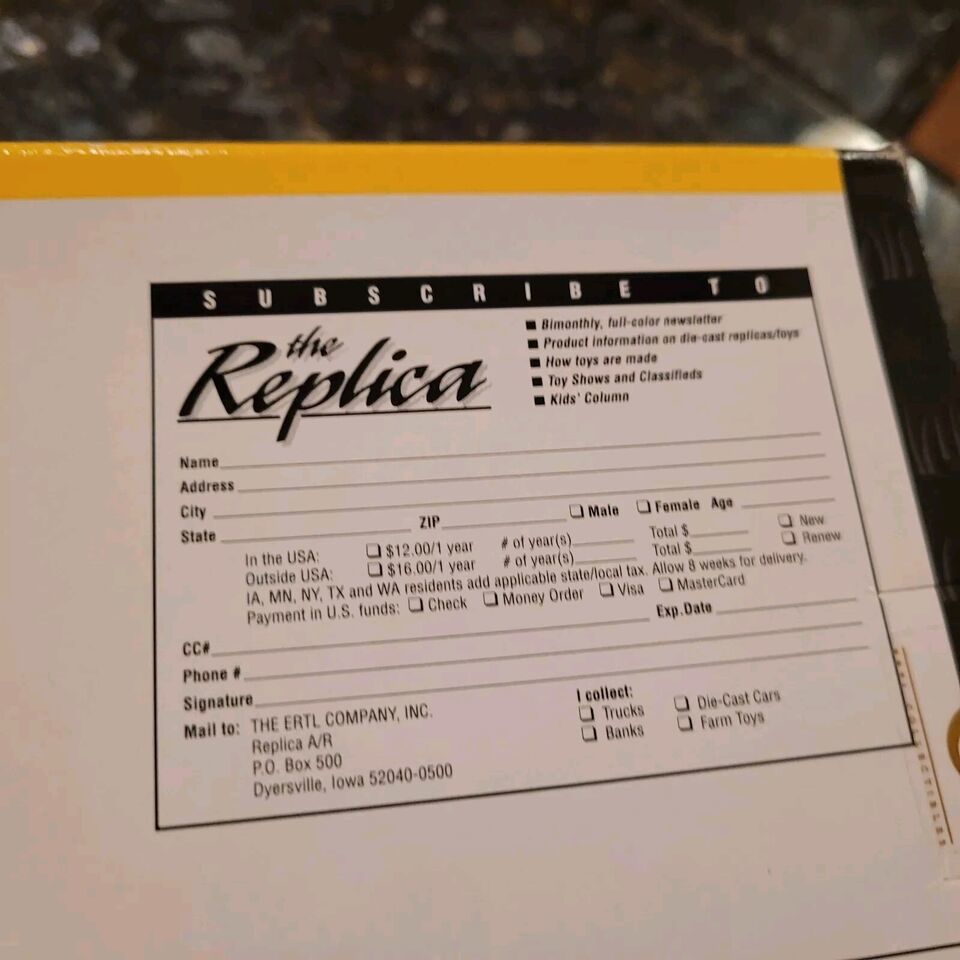 SUBSCRIBE TO
the
Replica
■ Bimonthly, full-color newsletter
■ Product information on die-cast replicas/toys
■ How toys are made
■ Toy Shows and Classifieds
■ Kids' Column
Name
Address
City
State ZIP ❑ Male ❑ Female Age
In the USA: ❑ $12.00/1 year # of year(s) Total $ ❑ New
Outside USA: ❑ $16.00/1 year # of year(s) Total $ ❑ Renew
IA, MN, NY, TX and WA residents add applicable state/local tax. Allow 8 weeks for delivery.
Payment in U.S. funds: ❑ Check ❑ Money Order ❑ Visa ❑ MasterCard
CC# Exp.Date
Phone #
Signature
Mail to: THE ERTL COMPANY, INC.
Replica A/R
P.O. Box 500
Dyersville, Iowa 52040-0500
I collect:
❑ Trucks ❑ Die-Cast Cars
❑ Banks ❑ Farm Toys
COLLECTIBLES